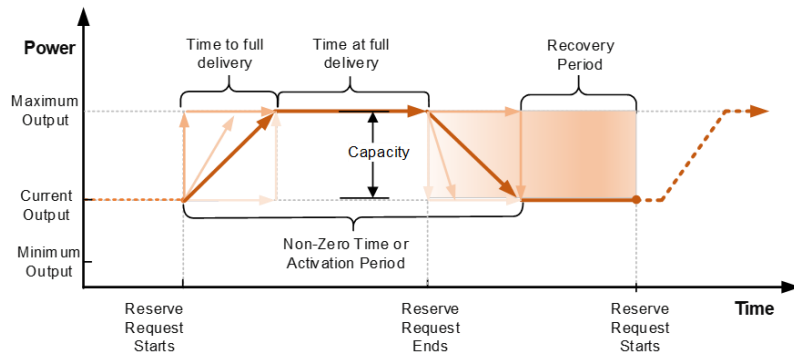 Power
Time to full
delivery
Time at full
delivery
Recovery
Period
Maximum
Output
Capacity
Current
Output
Non-Zero Time or
Activation Period
Minimum
Output
Reserve
Request
Starts
Reserve
Request
Ends
Reserve
Request
Starts
Time